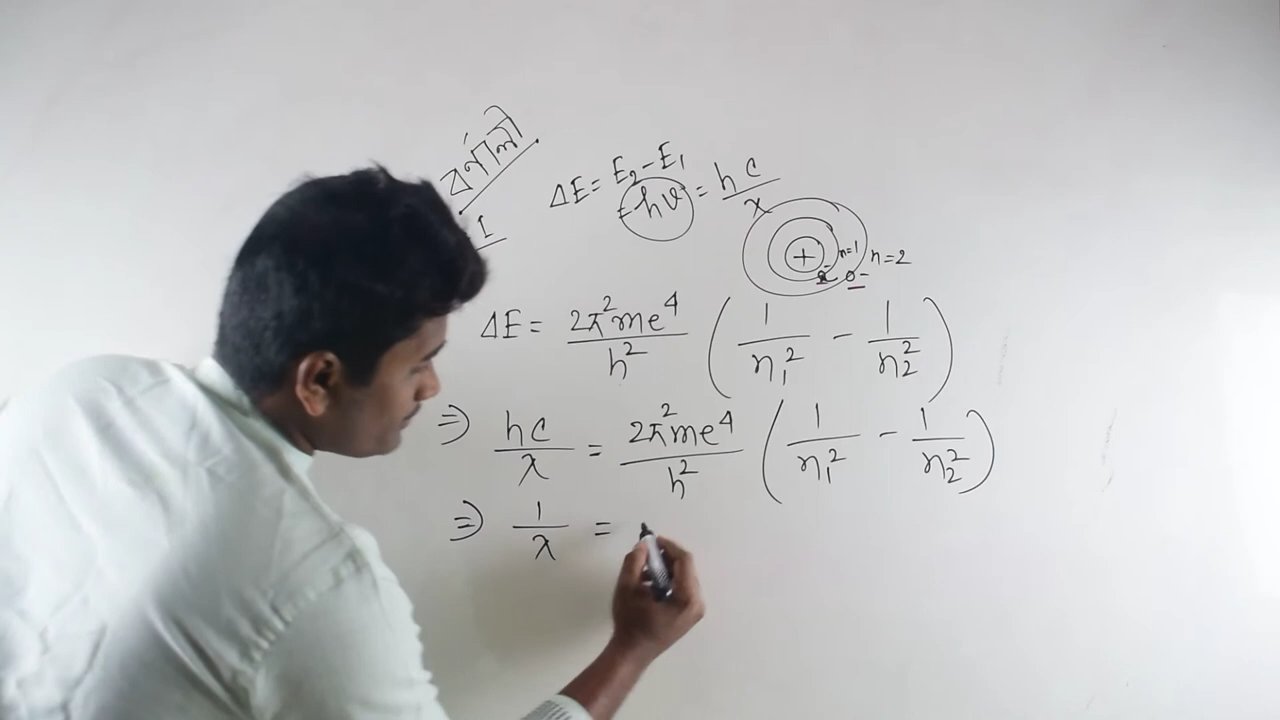 বর্ণালী
I
ΔE = E₂ – E₁
= hυ = hc/λ
+ n=1 n=2
ΔE = 2π²me⁴/h² (1/n₁² – 1/n₂²)
⇒ hc/λ = 2π²me⁴/h² (1/n₁² – 1/n₂²)
⇒ 1/λ =